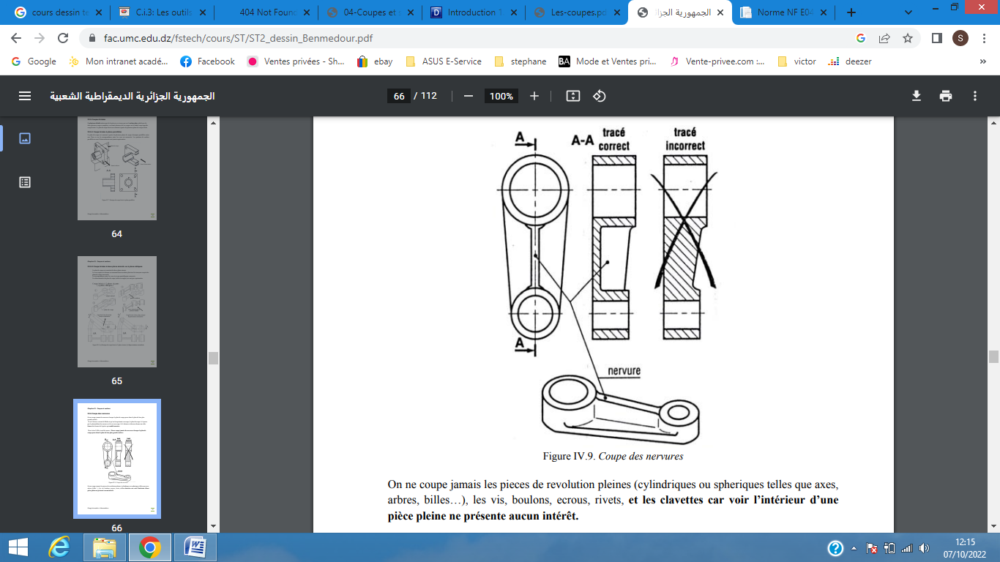 cours dessin te
C.i.3: Les outils
404 Not Found
04-Coupes et s
Introduction 1
Les-coupes.pd
الجمهورية الجزائ
Norme NF E04
fac.umc.edu.dz/fstech/cours/ST/ST2_dessin_Benmedour.pdf
S
Google
Mon intranet acadé...
Facebook
Ventes privées - Sh...
ebay
ASUS E-Service
stephane
BA
Mode et Ventes pri...
Vente-privee.com :...
victor
deezer
»
الجمهورية الجزائرية الديمقراطية الشعبية
66 / 112
100%
64
65
66
A
A-A
tracé
correct
tracé
incorrect
A
nervure
Figure IV.9. Coupe des nervures
On ne coupe jamais les pieces de revolution pleines (cylindriques ou spheriques telles que axes,
arbres, billes…), les vis, boulons, ecrous, rivets, et les clavettes car voir l’intérieur d’une
pièce pleine ne présente aucun intérêt.
12:15
07/10/2022